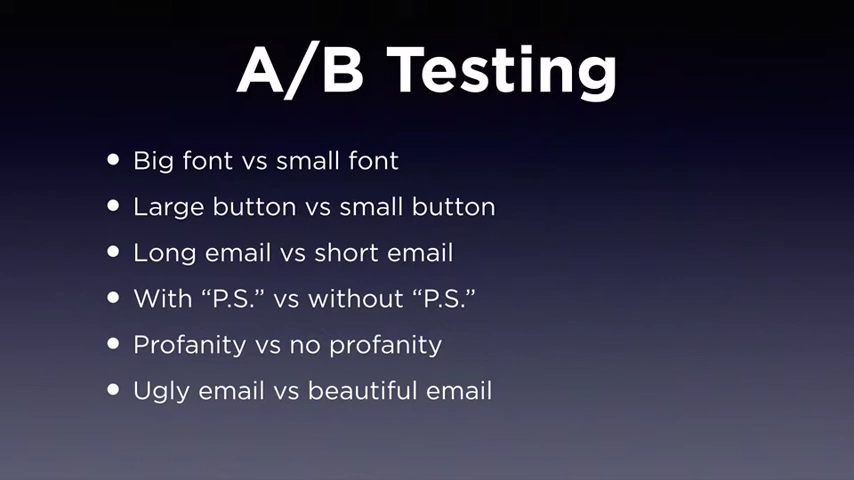 A/B Testing
• Big font vs small font
• Large button vs small button
• Long email vs short email
• With “P.S.” vs without “P.S.”
• Profanity vs no profanity
• Ugly email vs beautiful email